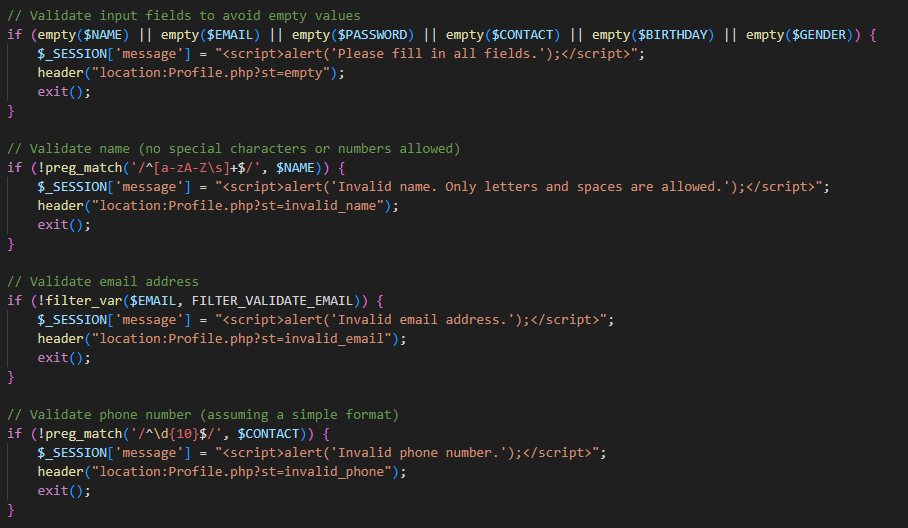 // Validate input fields to avoid empty values
if (empty($NAME) || empty($EMAIL) || empty($PASSWORD) || empty($CONTACT) || empty($BIRTHDAY) || empty($GENDER)) {
    $_SESSION['message'] = "<script>alert('Please fill in all fields.');</script>";
    header("location:Profile.php?st=empty");
    exit();
}

// Validate name (no special characters or numbers allowed)
if (!preg_match('/^[a-zA-Z\s]+$/', $NAME)) {
    $_SESSION['message'] = "<script>alert('Invalid name. Only letters and spaces are allowed.');</script>";
    header("location:Profile.php?st=invalid_name");
    exit();
}

// Validate email address
if (!filter_var($EMAIL, FILTER_VALIDATE_EMAIL)) {
    $_SESSION['message'] = "<script>alert('Invalid email address.');</script>";
    header("location:Profile.php?st=invalid_email");
    exit();
}

// Validate phone number (assuming a simple format)
if (!preg_match('/^\d{10}$/', $CONTACT)) {
    $_SESSION['message'] = "<script>alert('Invalid phone number.');</script>";
    header("location:Profile.php?st=invalid_phone");
    exit();
}